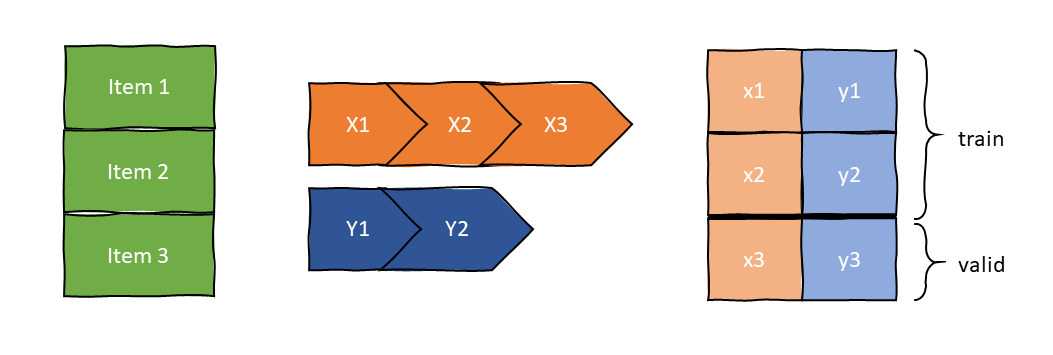 Item 1
Item 2
Item 3
X1 X2 X3
Y1 Y2
x1 y1
x2 y2
x3 y3
train
valid